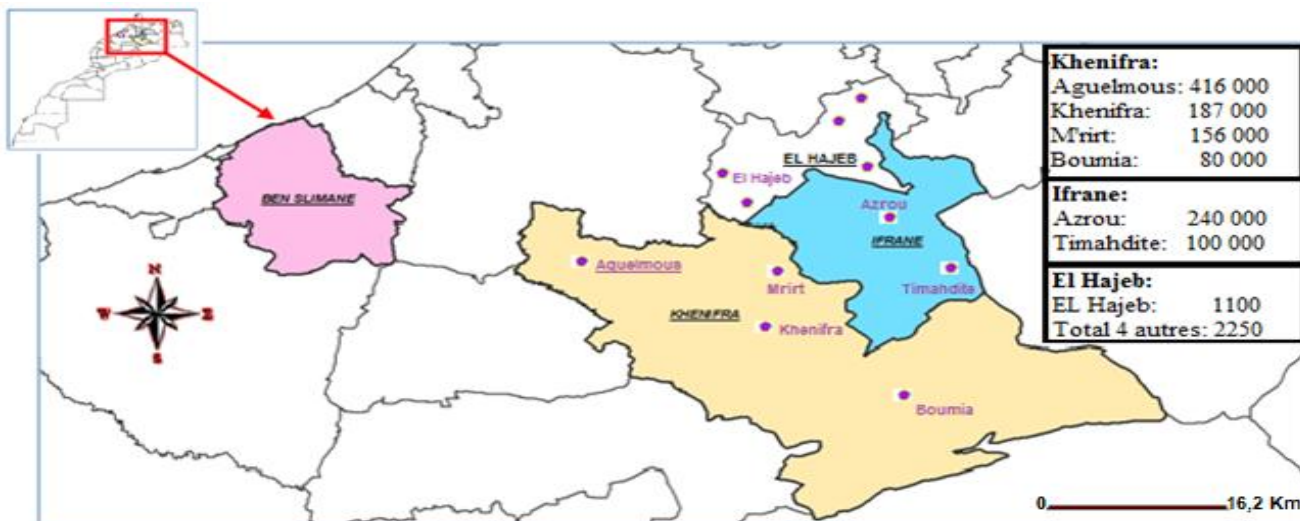 Khenifra:
Aguelmous: 416 000
Khenifra: 187 000
M'rirt: 156 000
Boumia: 80 000
Ifrane:
Azrou: 240 000
Timahdite: 100 000
El Hajeb:
EL Hajeb: 1100
Total 4 autres: 2250
EL HAJEB
El Hajeb
BEN SLIMANE
Azrou
IFRANE
Aguelmous
Mrirt
Timahdite
KHENIFRA
Khenifra
Boumia
N
W E
S
0 16,2 Km